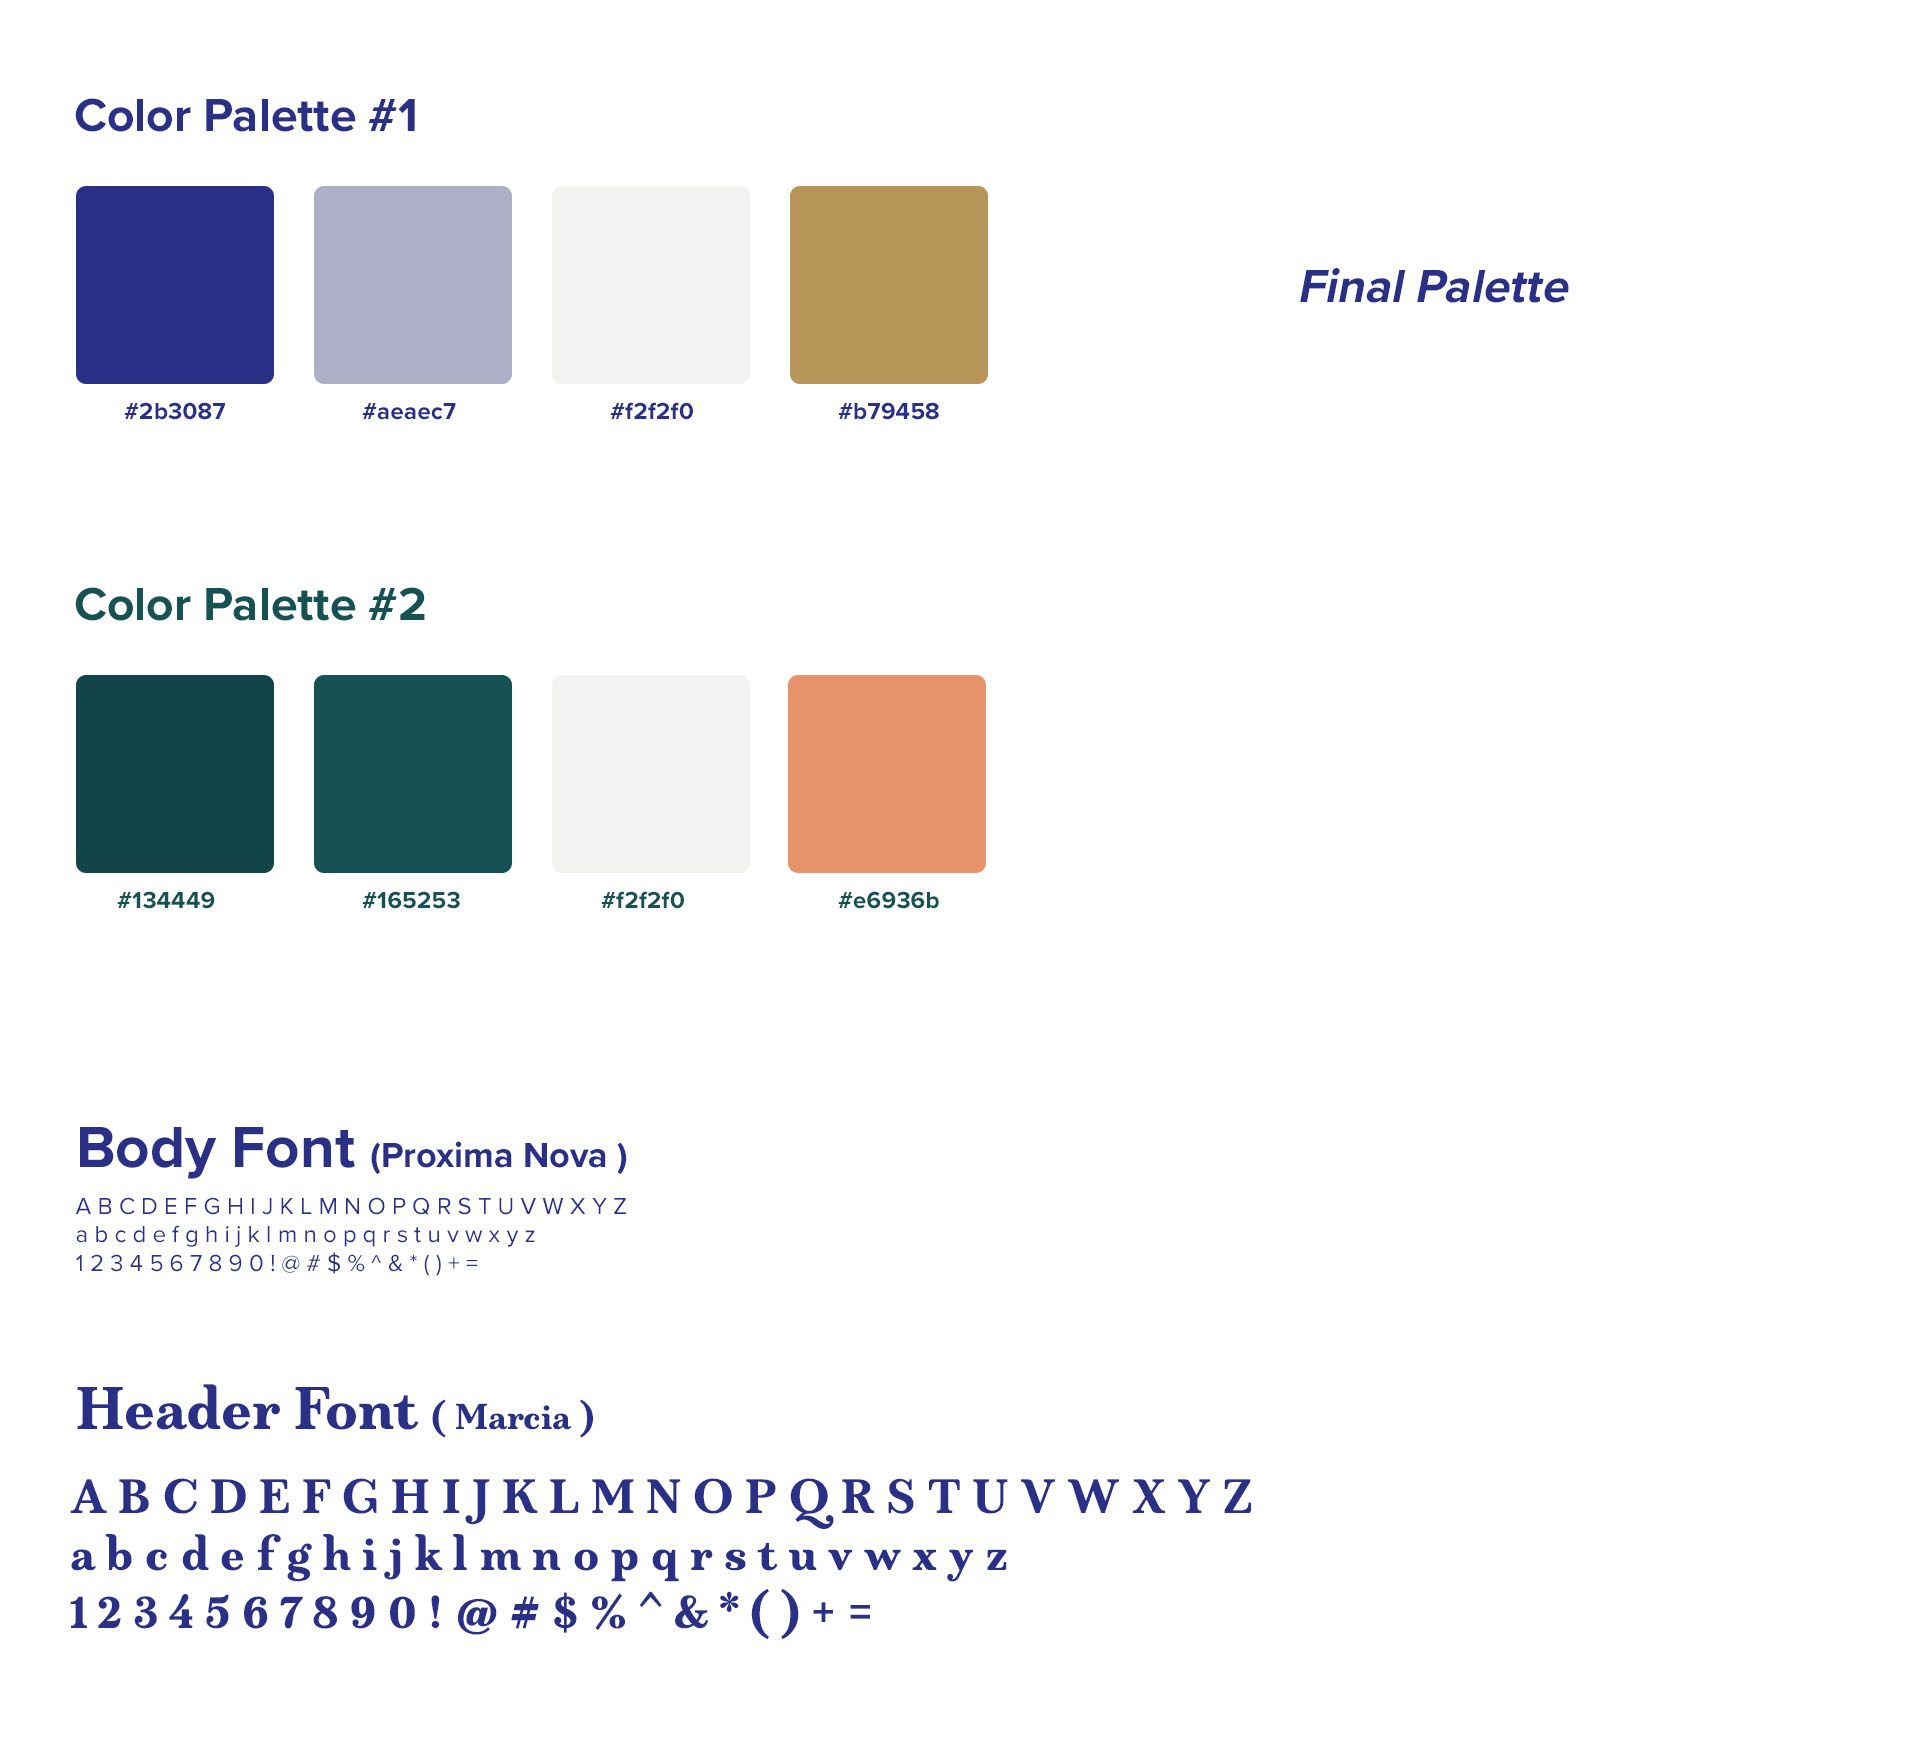 Color Palette #1
Final Palette
#2b3087 #aeaec7 #f2f2f0 #b79458
Color Palette #2
#134449 #165253 #f2f2f0 #e6936b
Body Font (Proxima Nova )
A B C D E F G H I J K L M N O P Q R S T U V W X Y Z
a b c d e f g h i j k l m n o p q r s t u v w x y z
1 2 3 4 5 6 7 8 9 0 ! @ # $ % ^ & * ( ) + =
Header Font ( Marcia )
A B C D E F G H I J K L M N O P Q R S T U V W X Y Z
a b c d e f g h i j k l m n o p q r s t u v w x y z
1 2 3 4 5 6 7 8 9 0 ! @ # $ % ^ & * ( ) + =